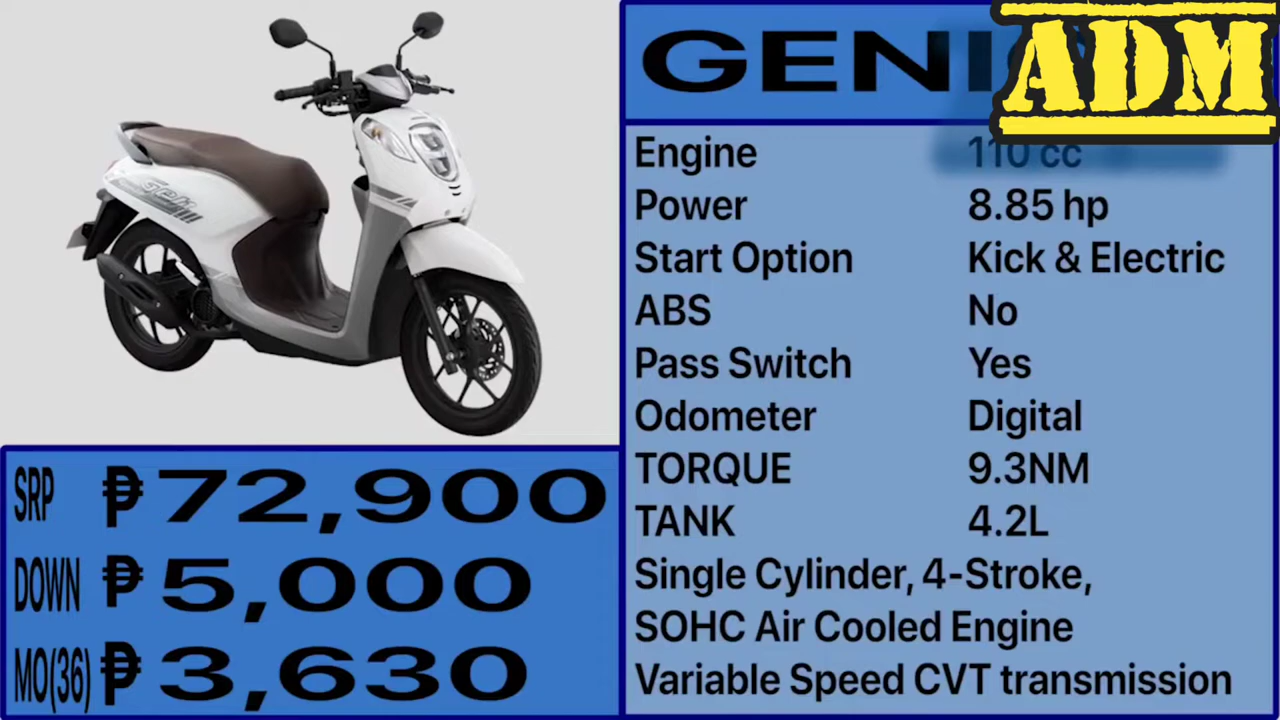 GENI
ADM
Engine 110 cc
Power 8.85 hp
Start Option Kick & Electric
ABS No
Pass Switch Yes
Odometer Digital
TORQUE 9.3NM
TANK 4.2L
Single Cylinder, 4-Stroke,
SOHC Air Cooled Engine
Variable Speed CVT transmission
SRP ₱72,900
DOWN ₱5,000
MO(36) ₱3,630